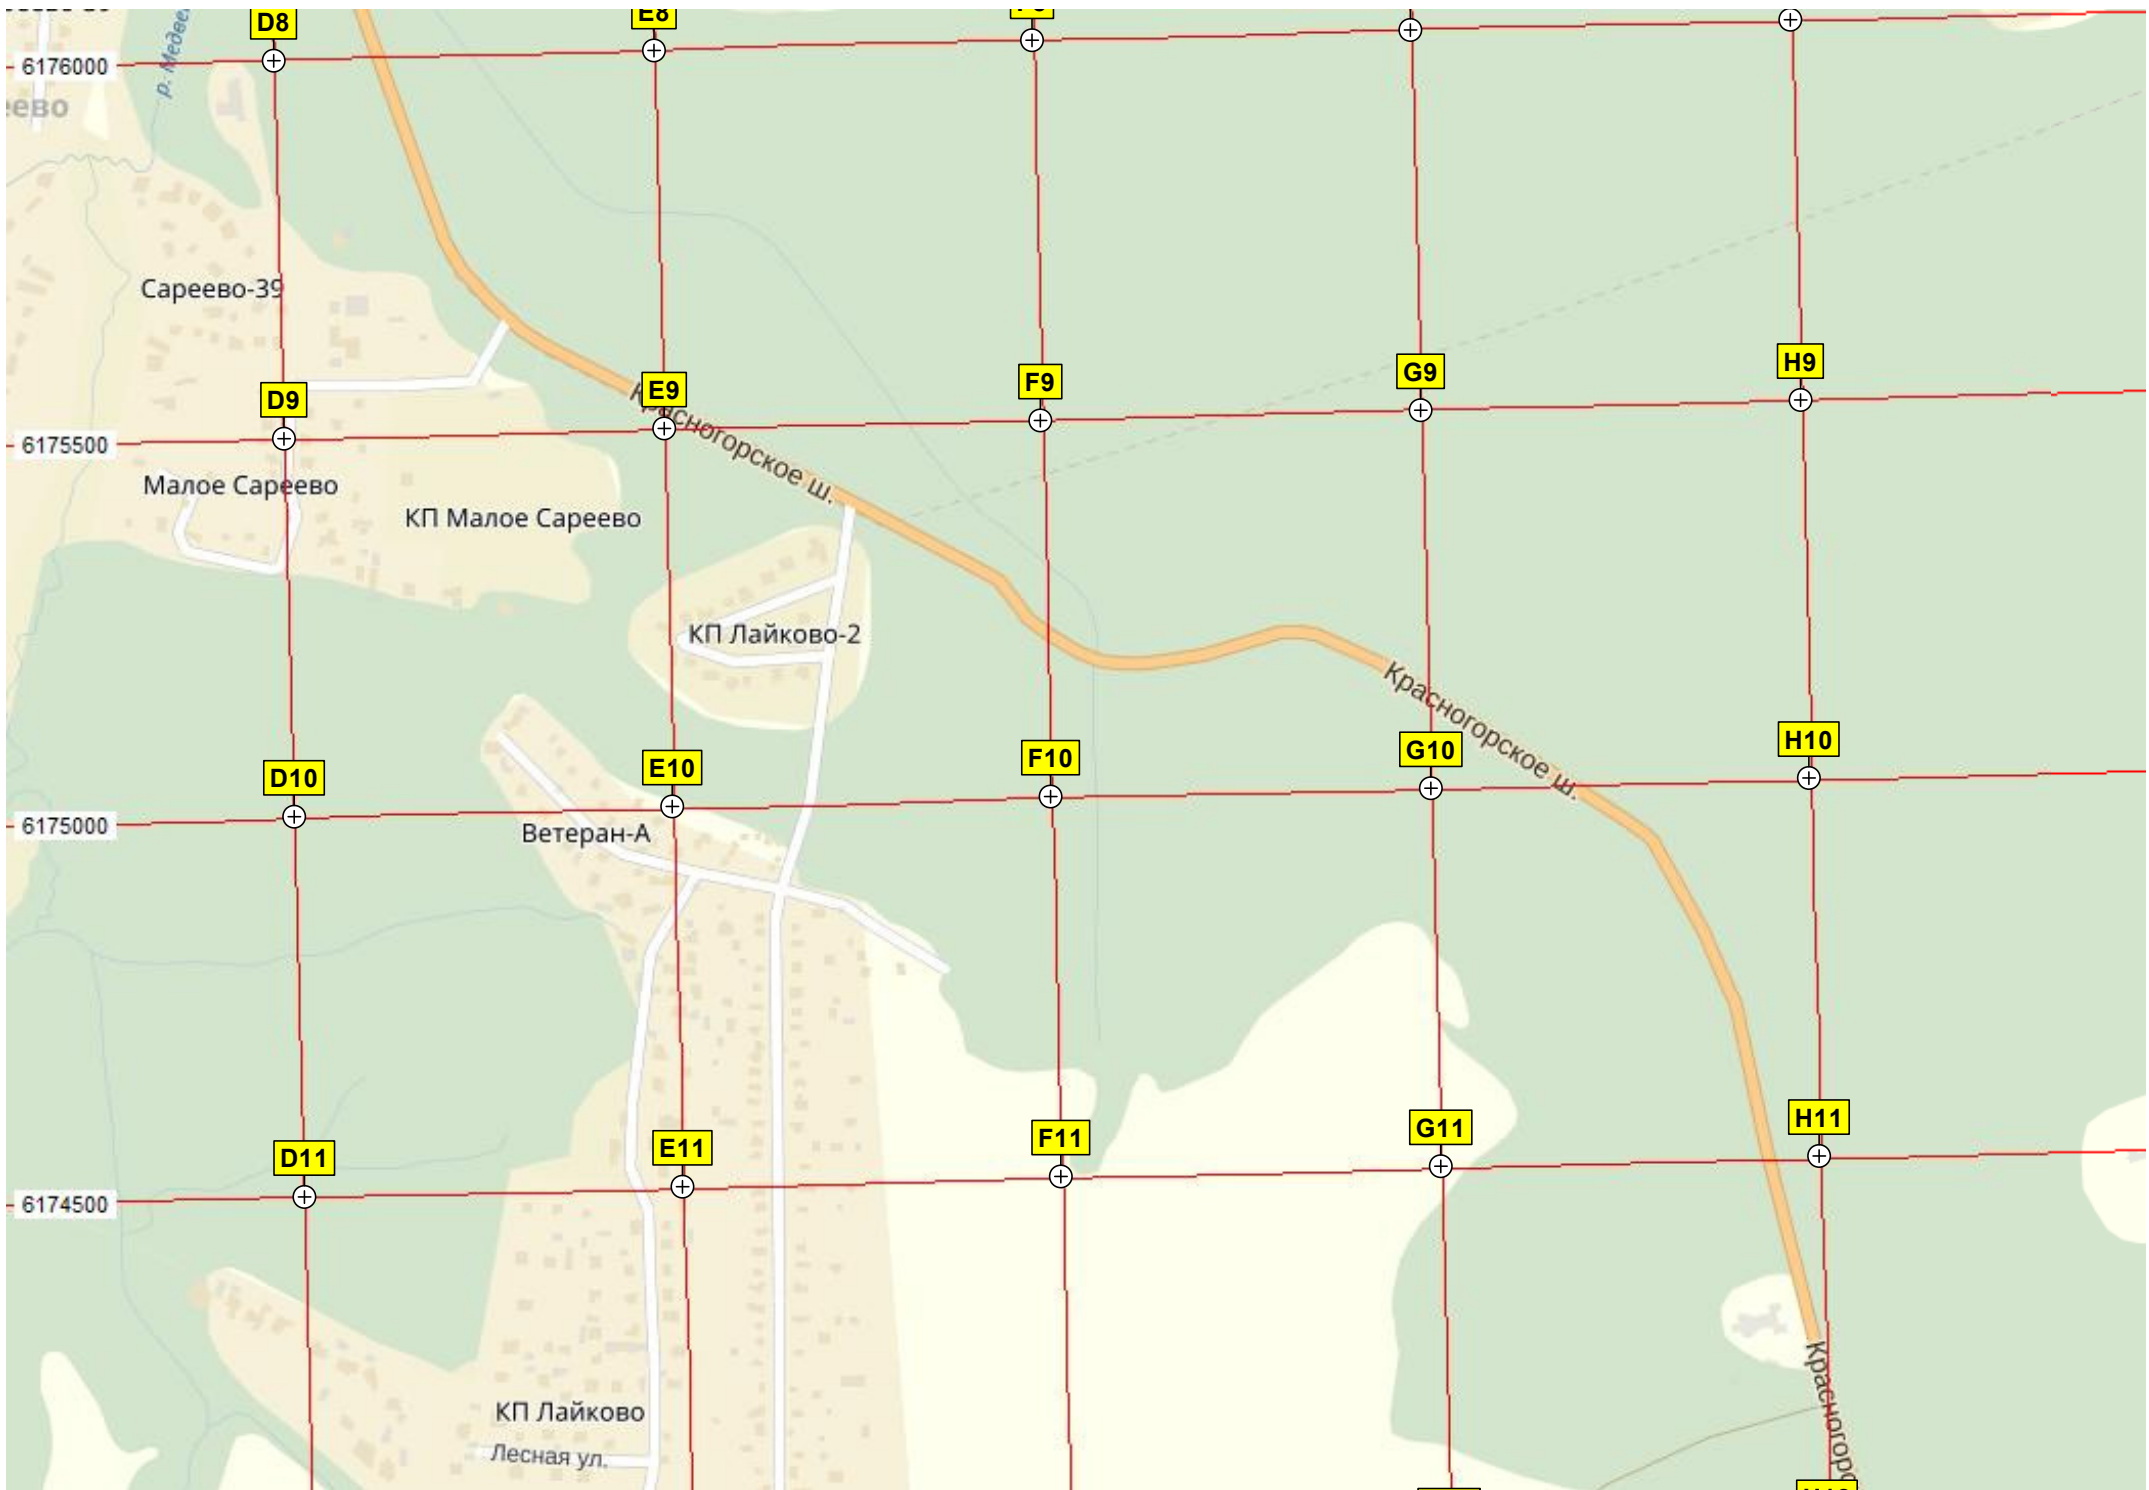 D8
E8
6176000
р. Медве
еево
Сареево-39
H9
G9
F9
E9
D9
Красногорское ш.
6175500
Малое Сареево
КП Малое Сареево
КП Лайково-2
Красногорское ш.
H10
G10
F10
E10
D10
6175000
Ветеран-А
H11
G11
F11
E11
D11
6174500
Красногорс
КП Лайково
Лесная ул.